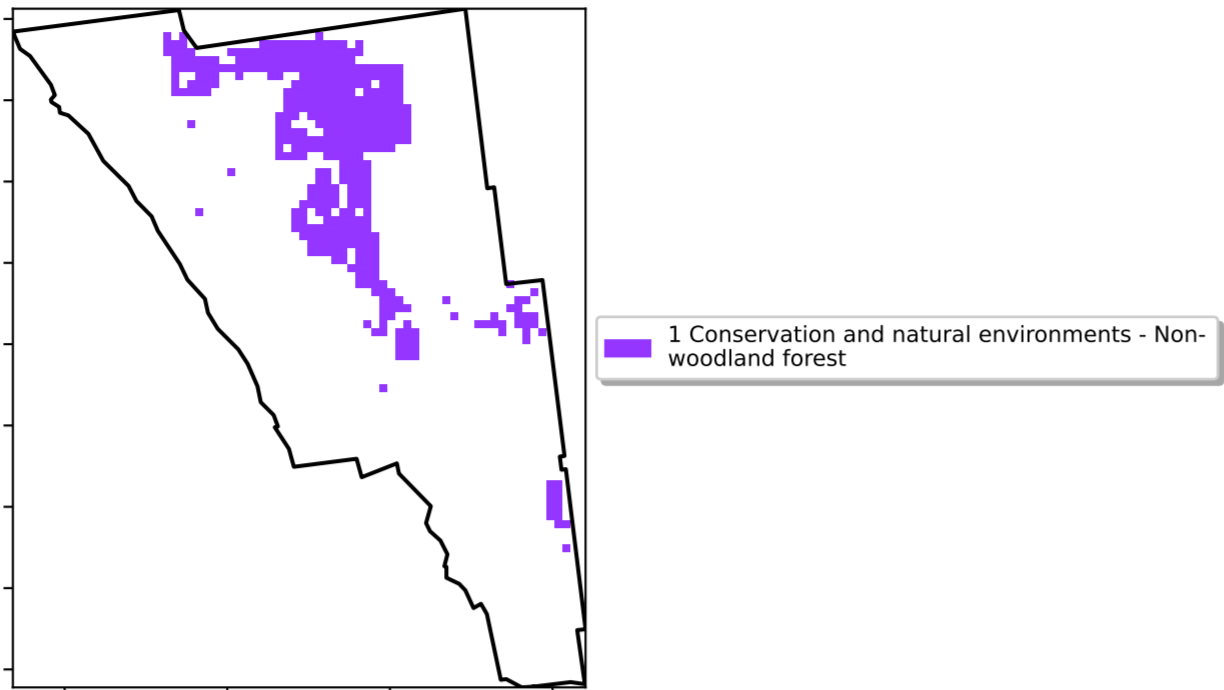 1 Conservation and natural environments - Non-
woodland forest